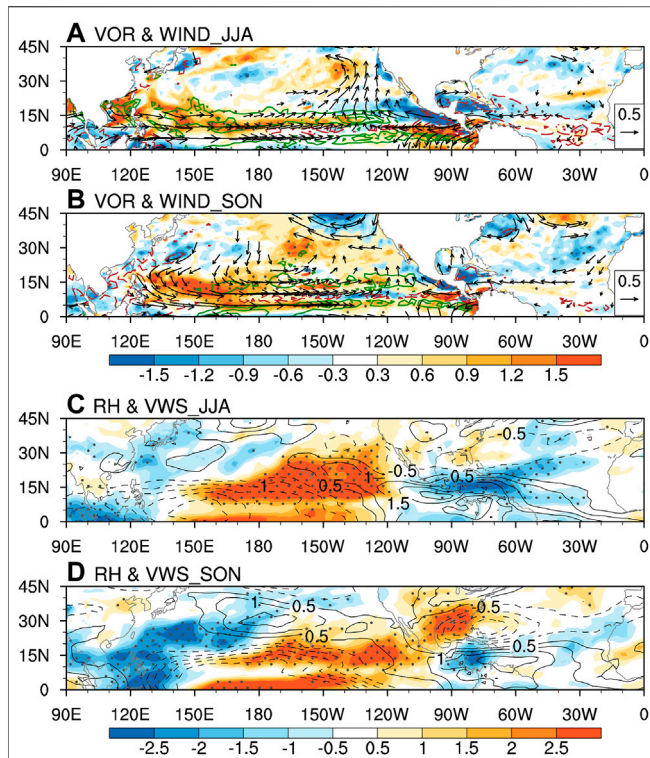 A VOR & WIND_JJA
45N
30N
15N
0
0.5
90E 120E 150E 180 150W 120W 90W 60W 30W 0
B VOR & WIND_SON
45N
30N
15N
0
0.5
90E 120E 150E 180 150W 120W 90W 60W 30W 0
-1.5 -1.2 -0.9 -0.6 -0.3 0.3 0.6 0.9 1.2 1.5
C RH & VWS_JJA
45N
30N
15N
0
-0.5
1 -0.5 0.5
1 0.5
1.5
90E 120E 150E 180 150W 120W 90W 60W 30W 0
D RH & VWS_SON
45N
30N
15N
0
1 0.5 0.5
0.5
1 0.5
90E 120E 150E 180 150W 120W 90W 60W 30W 0
-2.5 -2 -1.5 -1 -0.5 0.5 1 1.5 2 2.5